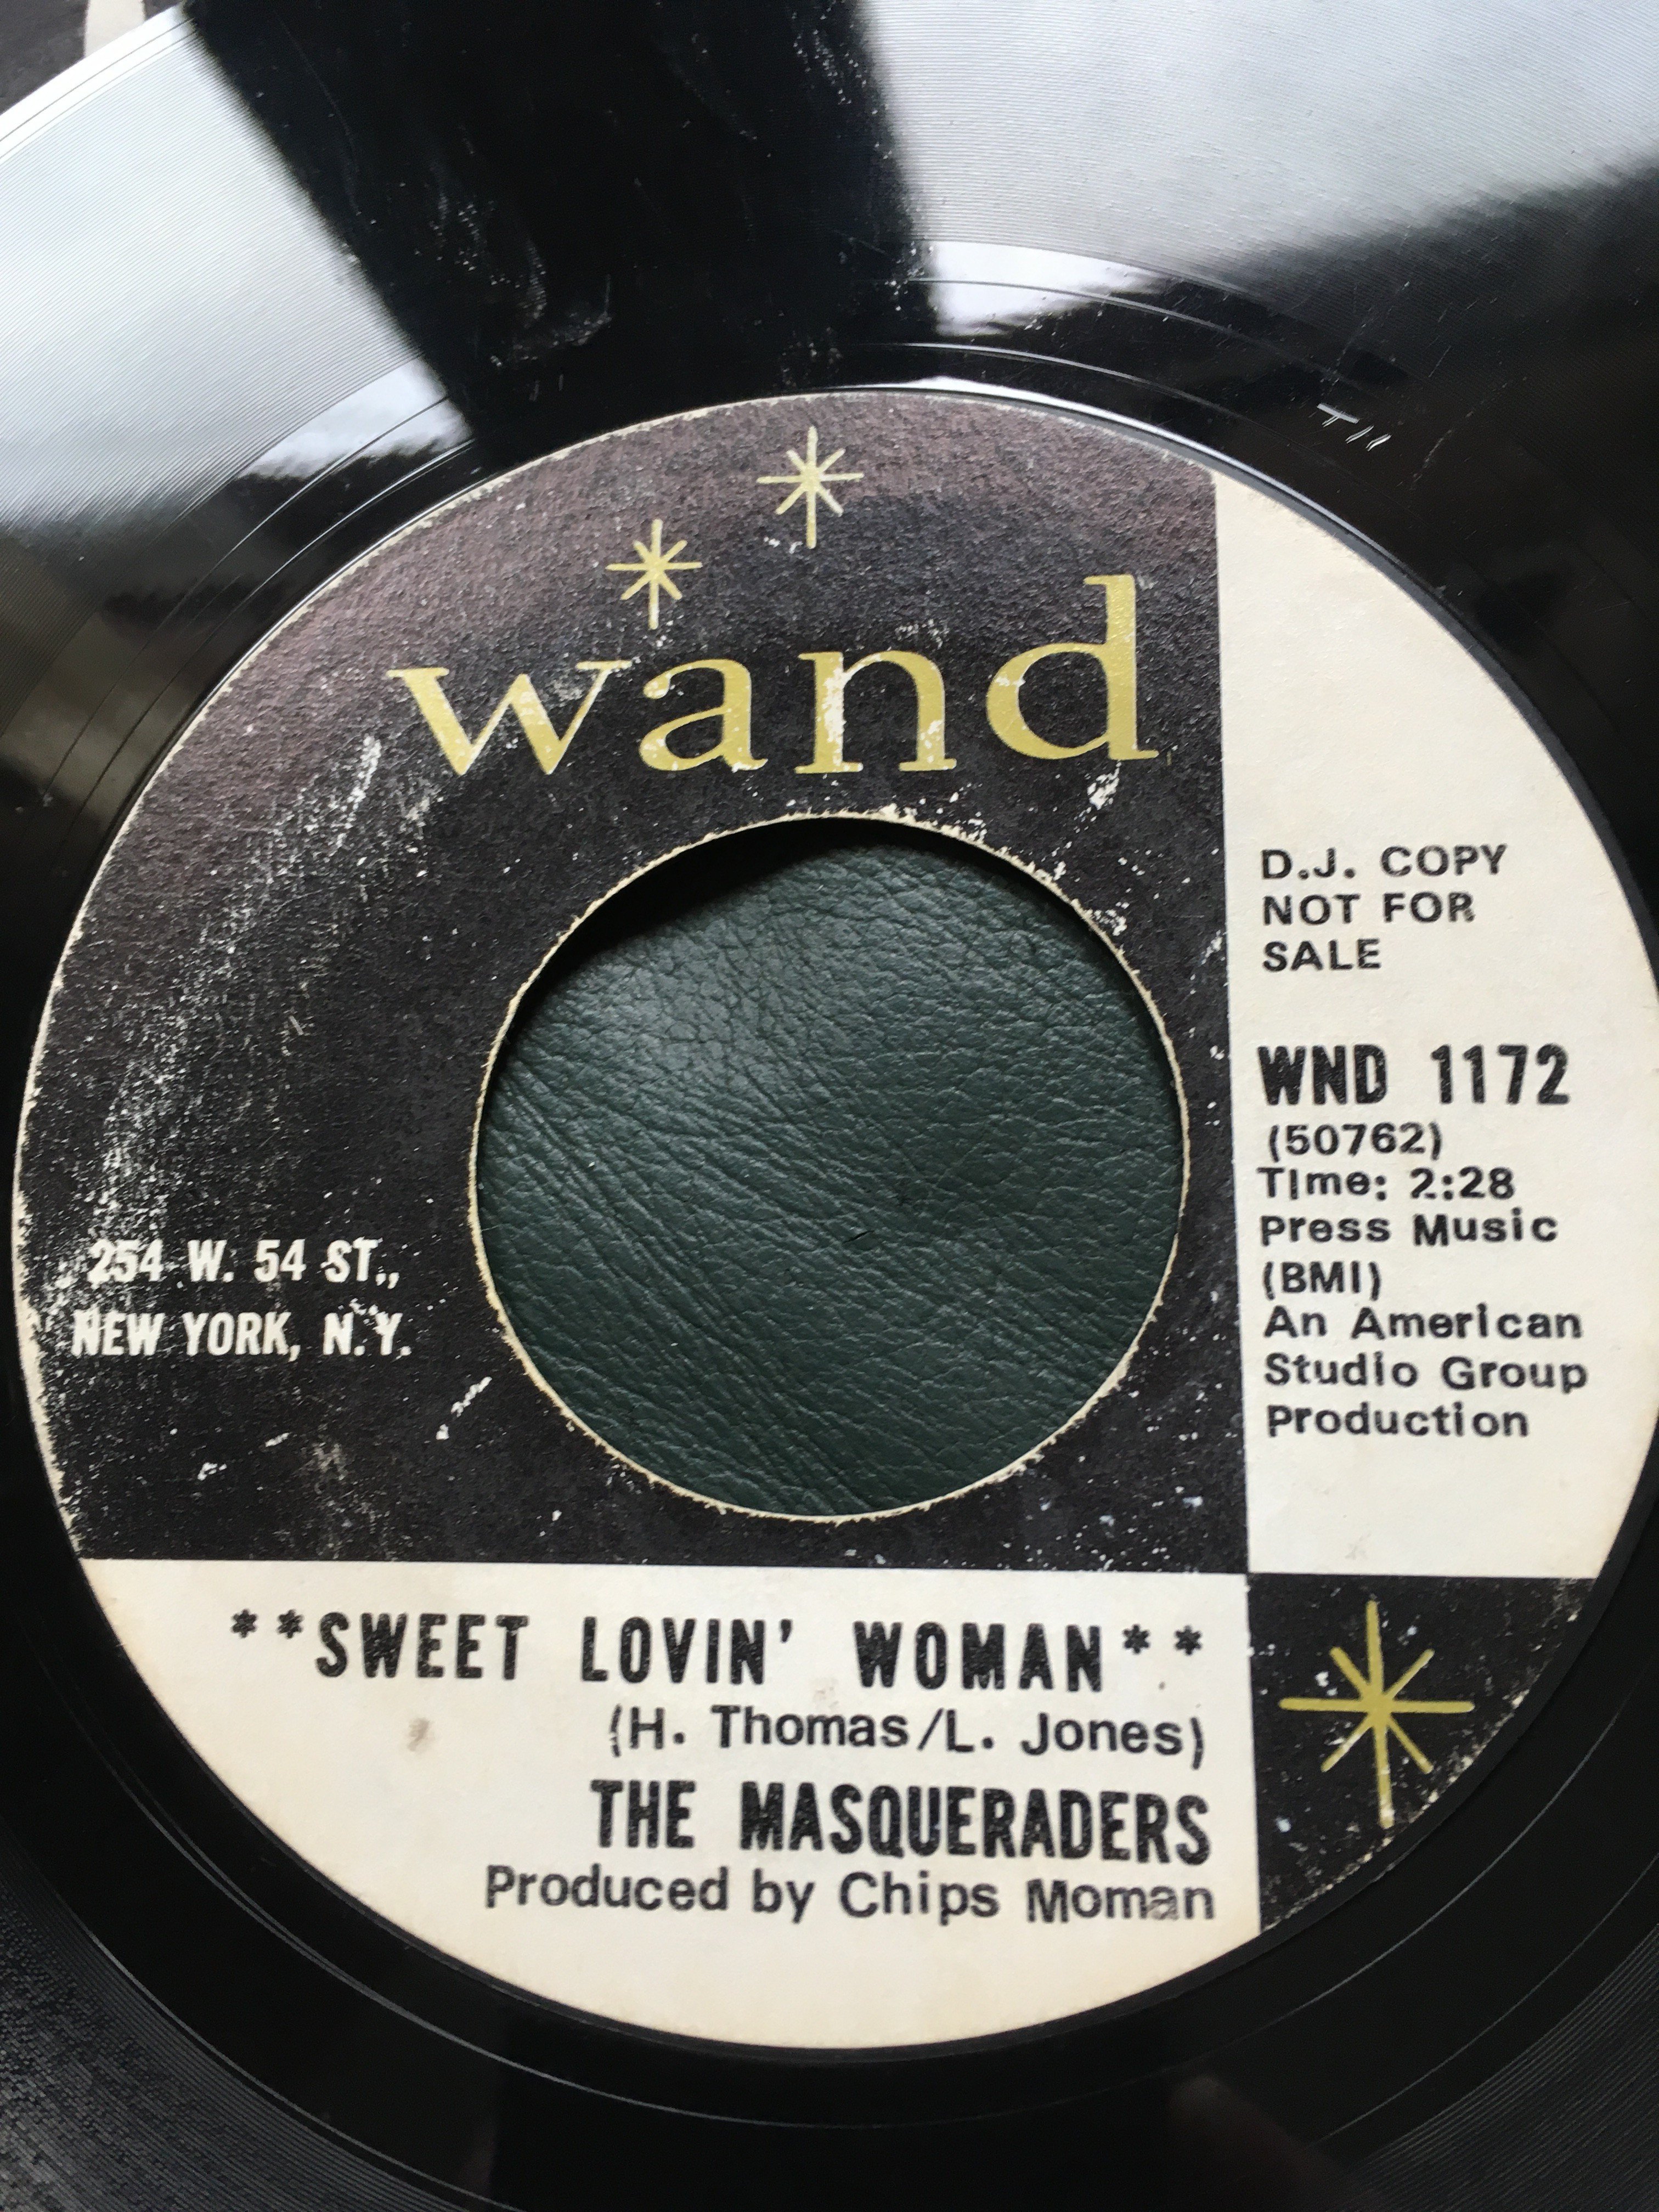 wand
D.J. COPY
NOT FOR
SALE
WND 1172
(50762)
Time: 2:28
Press Music
(BMI)
An American
Studio Group
Production
254 W. 54 ST.,
NEW YORK, N.Y.
**SWEET LOVIN' WOMAN**
(H. Thomas/L. Jones)
THE MASQUERADERS
Produced by Chips Moman